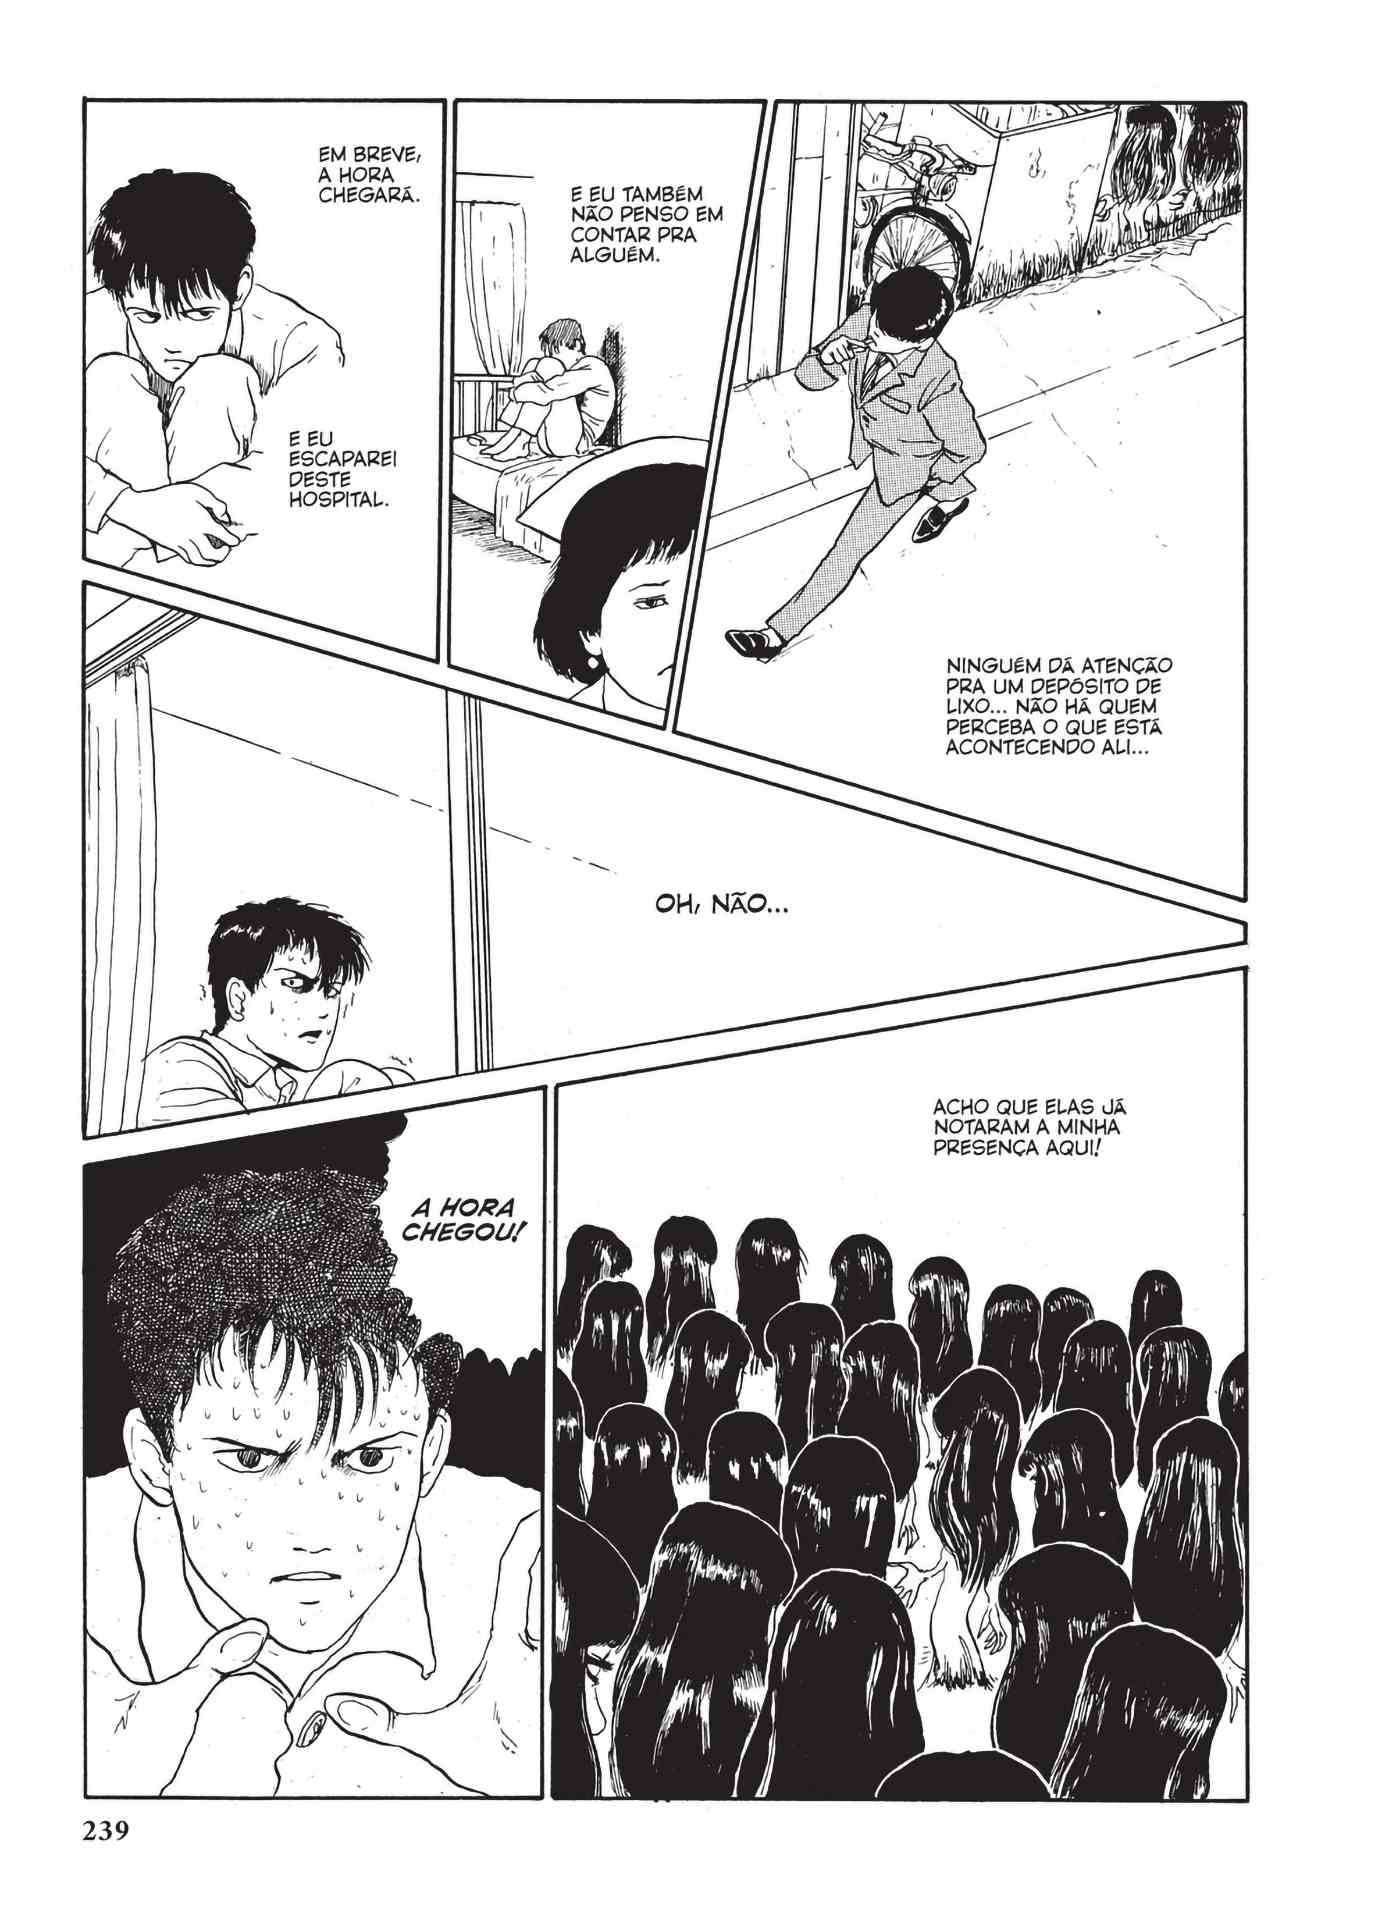 NINGUÉM DÁ ATENÇÃO
PRA UM DEPÓSITO DE
LIXO... NÃO HÁ QUEM
PERCEBA O QUE ESTÁ
ACONTECENDO ALI...
E EU TAMBÉM
NÃO PENSO EM
CONTAR PRA
ALGUÉM.
EM BREVE,
A HORA
CHEGARÁ.
E EU
ESCAPAREI
DESTE
HOSPITAL.
OH, NÃO...
ACHO QUE ELAS JÁ
NOTARAM A MINHA
PRESENÇA AQUI!
A HORA
CHEGOU!
239